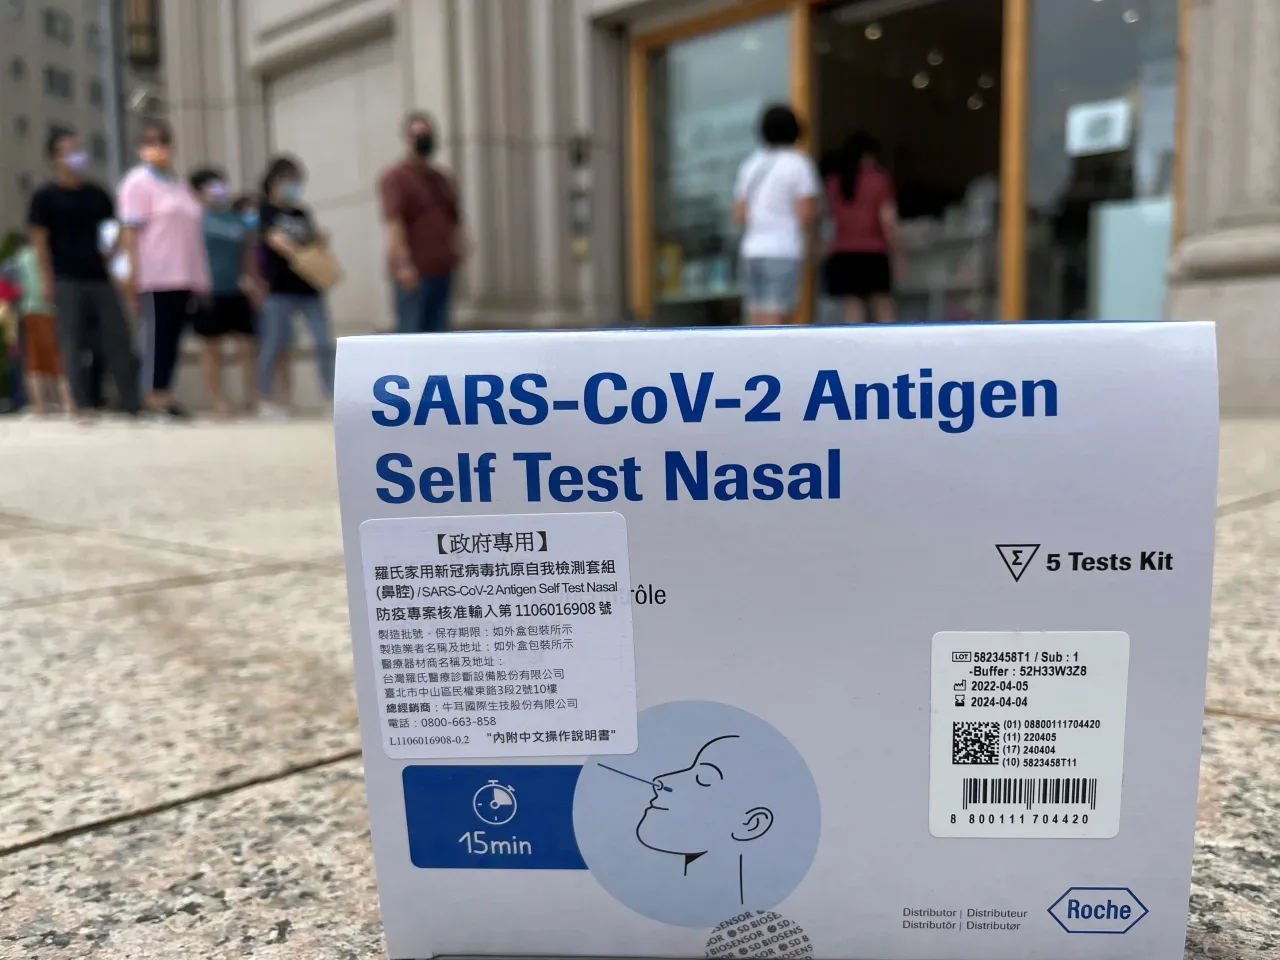 SARS-CoV-2 Antigen
Self Test Nasal
【政府專用】
羅氏家用新冠病毒抗原自我檢測套組
(鼻腔) / SARS-CoV-2 Antigen Self Test Nasal
防疫專案核准輸入第 1106016908 號
製造批號、保存期限：如外盒包裝所示
製造業者名稱及地址：如外盒包裝所示
醫療器材商名稱及地址：
台灣羅氏醫療診斷設備股份有限公司
臺北市中山區民權東路3段2號10樓
總經銷商：牛耳國際生技股份有限公司
電話：0800-663-858
L1106016908-0.2 "內附中文操作說明書"
rôle
Σ 5 Tests Kit
LOT 5823458T1 / Sub : 1
-Buffer : 52H33W3Z8
2022-04-05
2024-04-04
(01) 08800111704420
(11) 220405
(17) 240404
(10) 5823458T11
8 800111 704420
15min
Distributor | Distributeur
Distributör | Distributør
Roche
BIOSENSOR
SD BIOSENSOR
SD BIOSENS